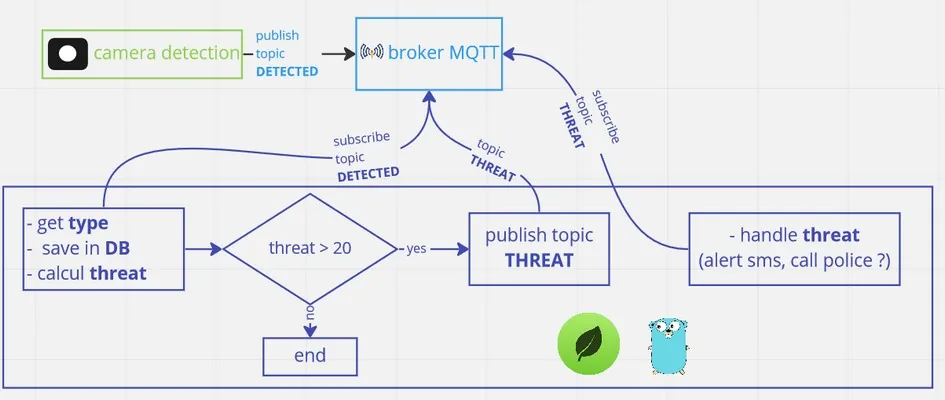 camera detection
publish
topic
DETECTED
broker MQTT
subscribe
topic
DETECTED
topic
THREAT
subscribe
topic
THREAT
- get type
- save in DB
- calcul threat
threat > 20
yes
no
end
publish topic
THREAT
- handle threat
(alert sms, call police ?)